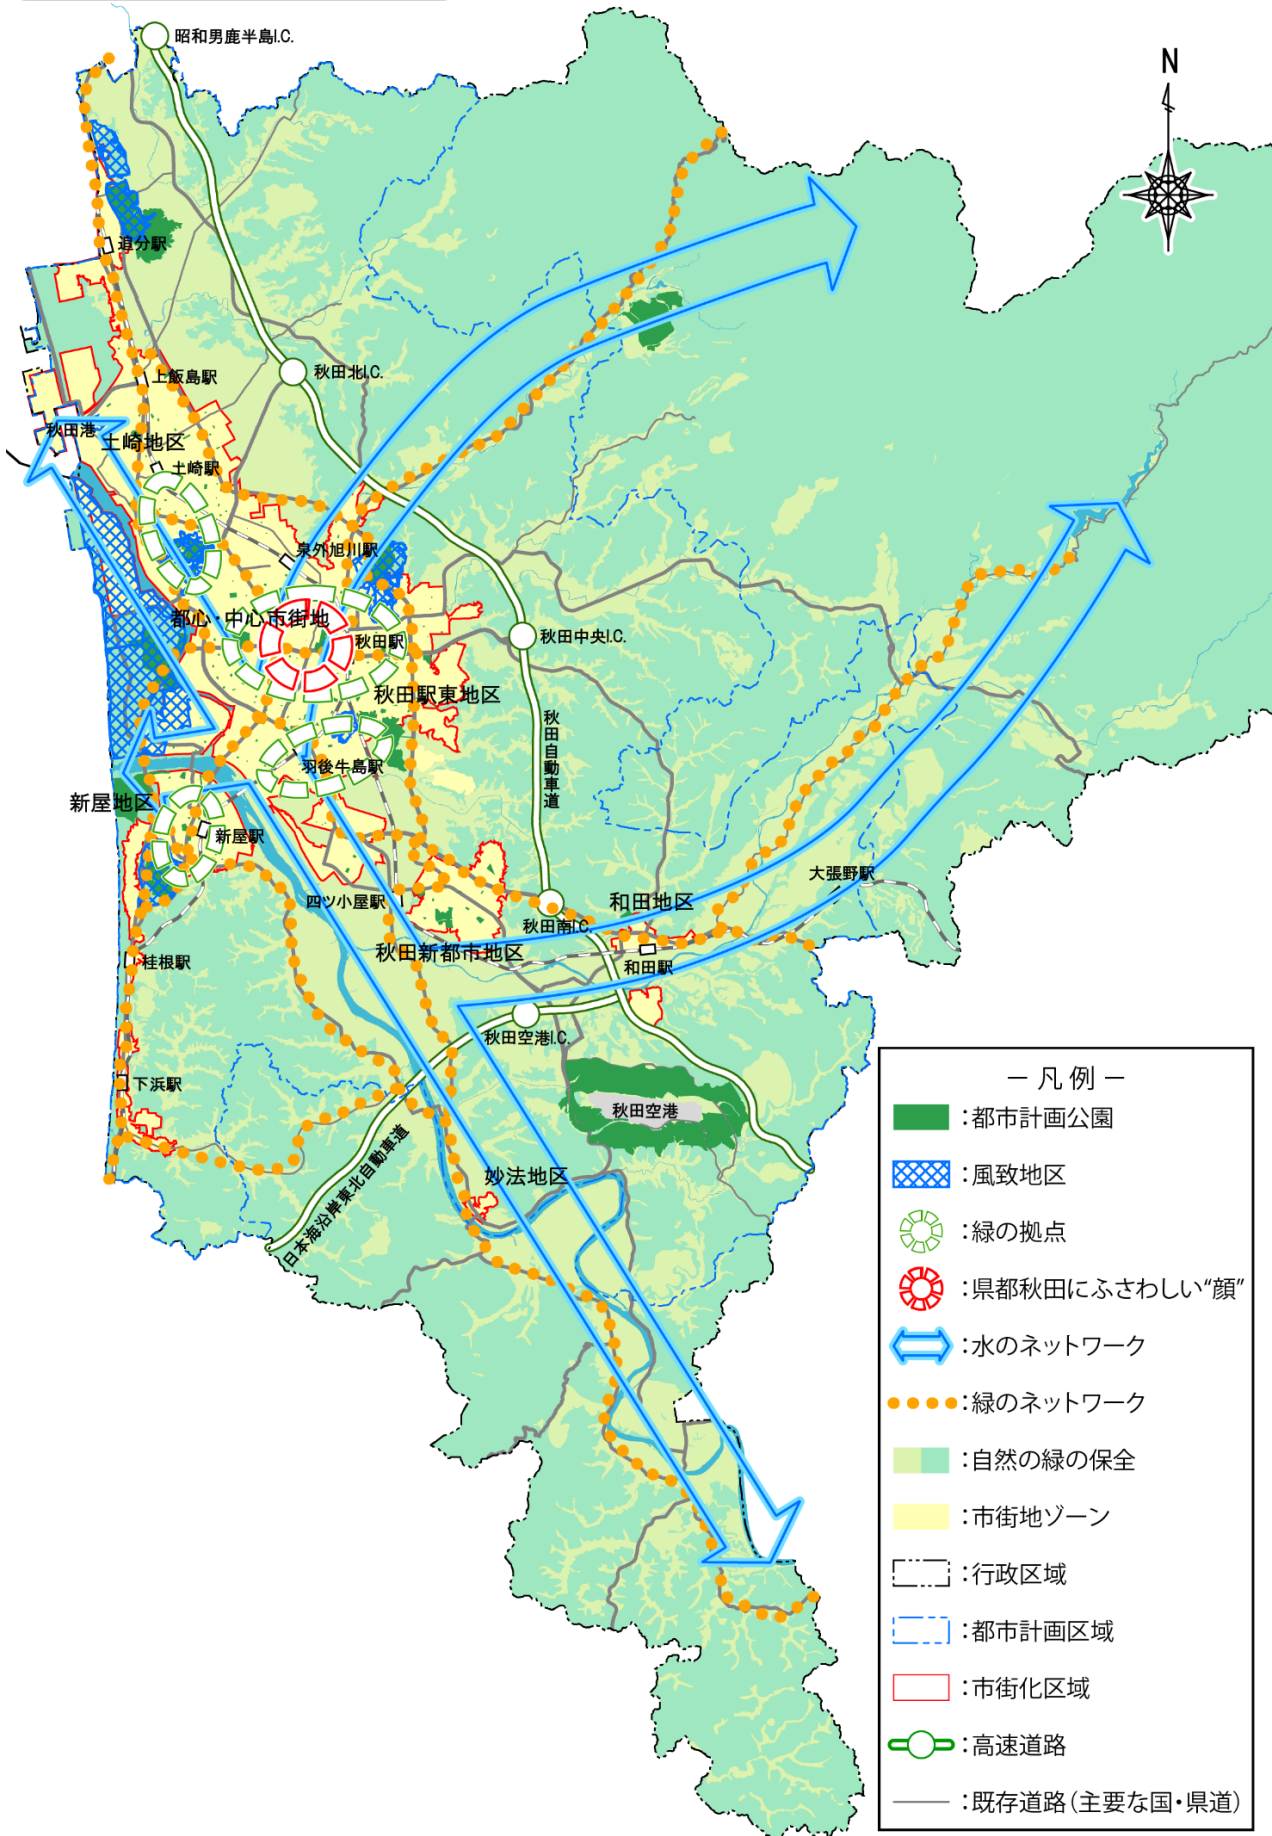 昭和男鹿半島I.C.
N
追分駅
上飯島駅
秋田北I.C.
秋田港
土崎地区
土崎駅
泉外旭川駅
都心・中心市街地
秋田駅
秋田中央I.C.
秋田駅東地区
秋田自動車道
羽後牛島駅
新屋地区
新屋駅
大張野駅
四ツ小屋駅
和田地区
秋田南I.C.
秋田新都市地区
桂根駅
和田駅
秋田空港I.C.
下浜駅
秋田空港
日本海沿岸東北自動車道
妙法地区
－凡例－
：都市計画公園
：風致地区
：緑の拠点
：県都秋田にふさわしい“顔”
：水のネットワーク
：緑のネットワーク
：自然の緑の保全
：市街地ゾーン
：行政区域
：都市計画区域
：市街化区域
：高速道路
：既存道路（主要な国・県道）